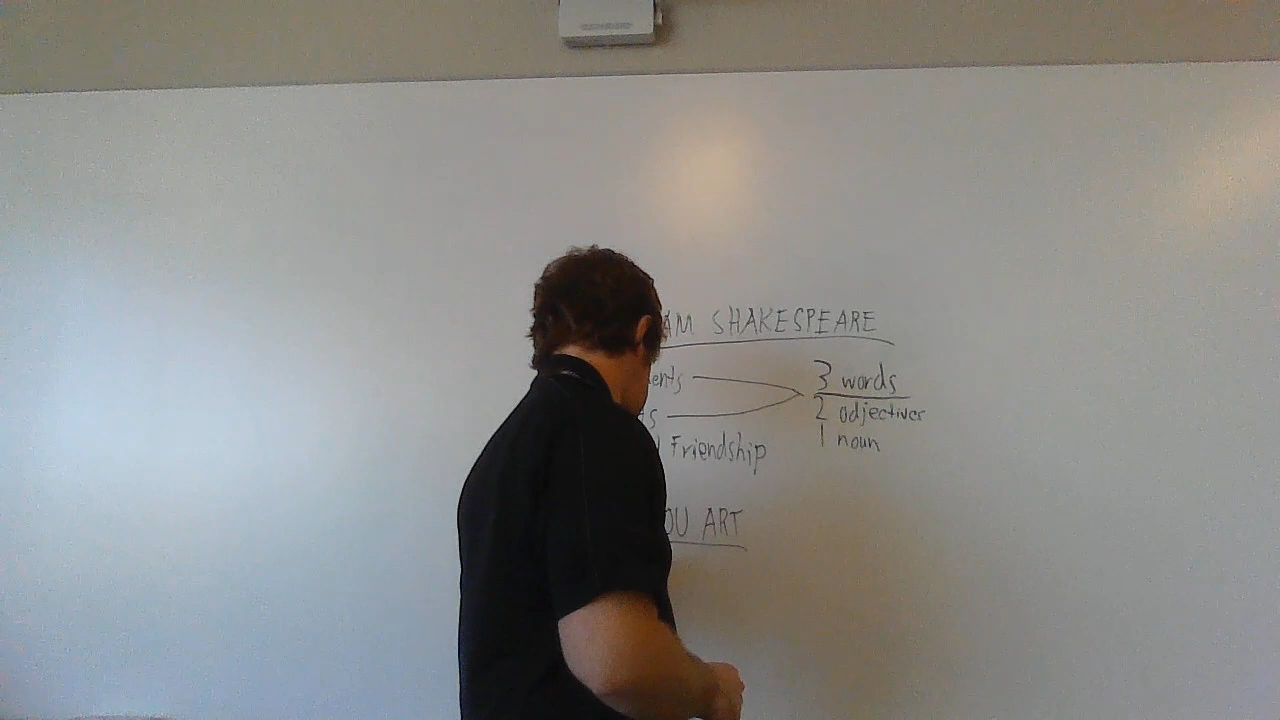 AM SHAKESPEARE
ents
3 words
s
2 adjectives
Friendship
1 noun
OU ART